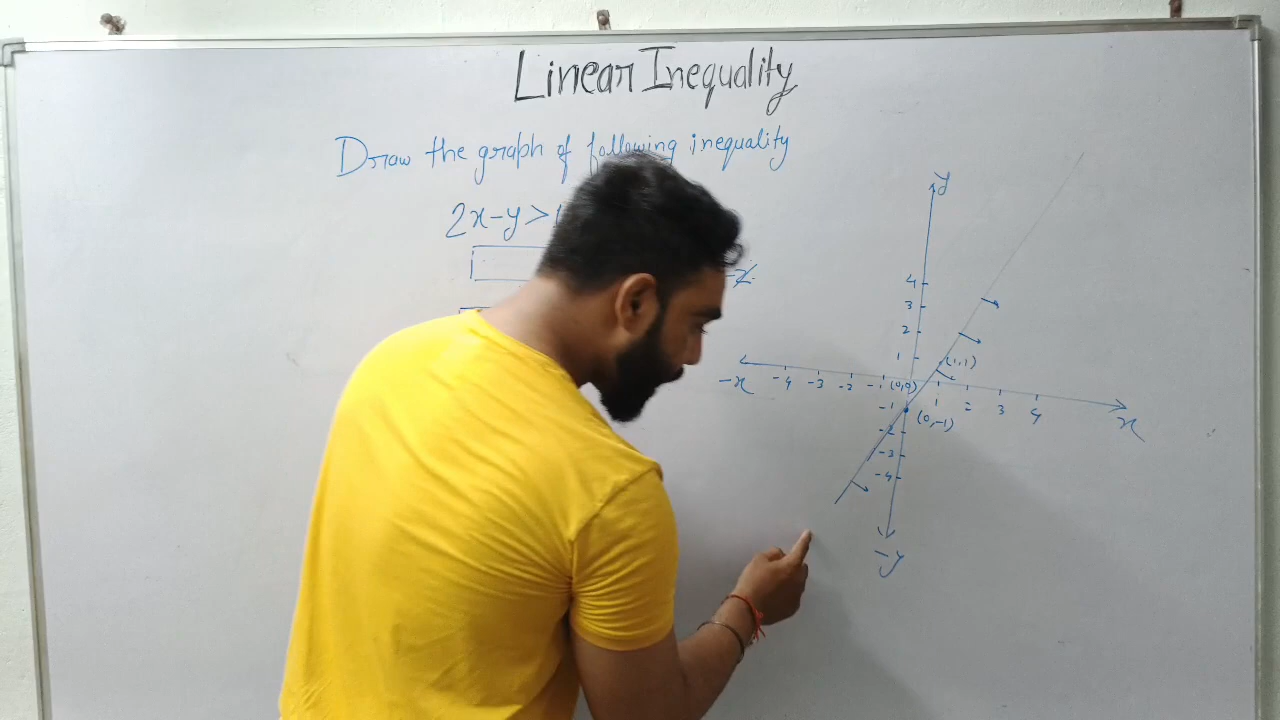 Linear Inequality
Draw the graph of following inequality
2x-y>
y
4
3
2
1
(1,1)
-x -4 -3 -2 -1 (0,0) 1 2 3 4 x
-1 (0,-1)
-2
-3
-4
-y